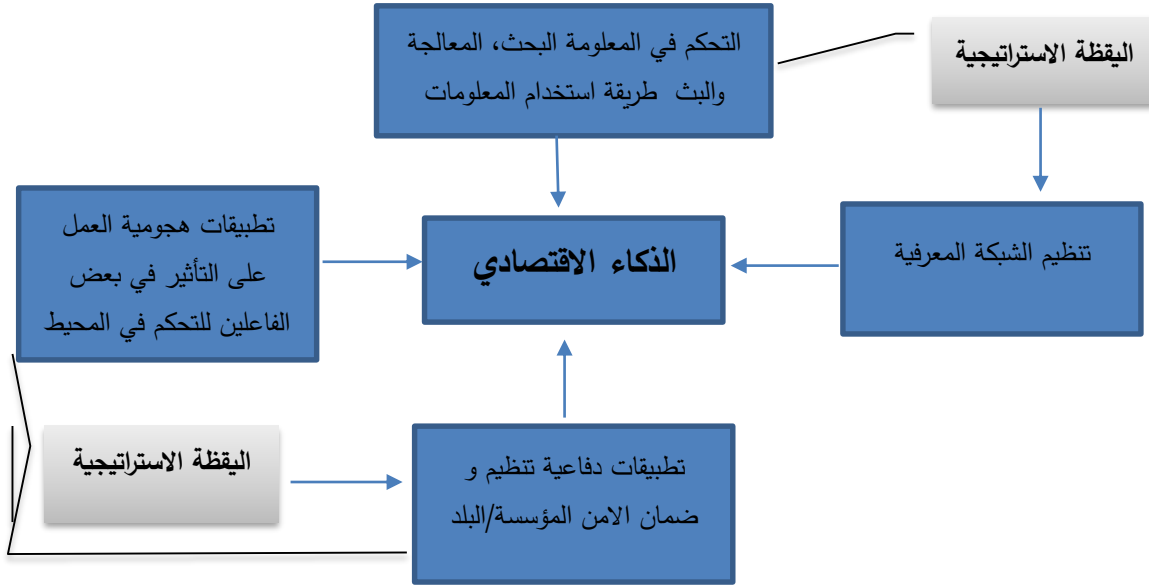 التحكم في المعلومة البحث، المعالجة
والبث طريقة استخدام المعلومات
اليقظة الاستراتيجية
تطبيقات هجومية العمل
على التأثير في بعض
الفاعلين للتحكم في المحيط
الذكاء الاقتصادي
تنظيم الشبكة المعرفية
اليقظة الاستراتيجية
تطبيقات دفاعية تنظيم و
ضمان الامن المؤسسة/البلد